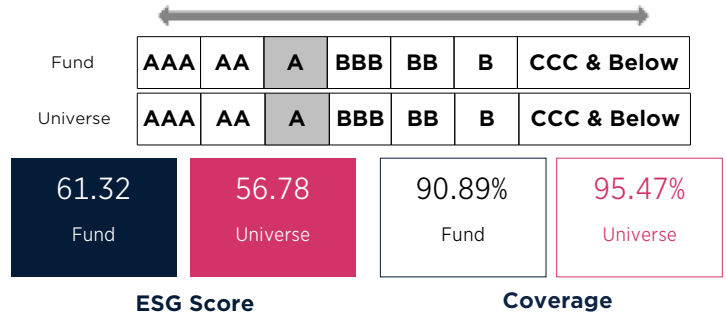 Fund AAA AA A BBB BB B CCC & Below
Universe AAA AA A BBB BB B CCC & Below
61.32 56.78 90.89% 95.47%
Fund Universe Fund Universe
ESG Score Coverage